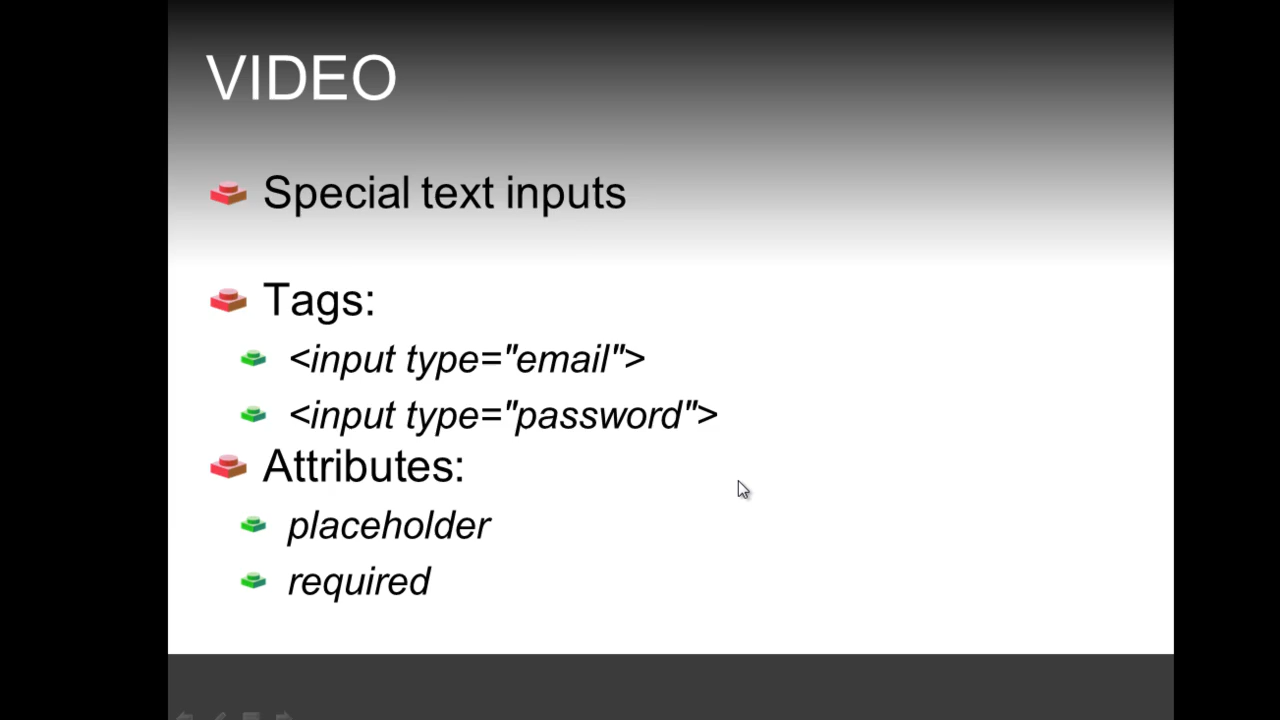 VIDEO
Special text inputs
Tags:
<input type="email">
<input type="password">
Attributes:
placeholder
required